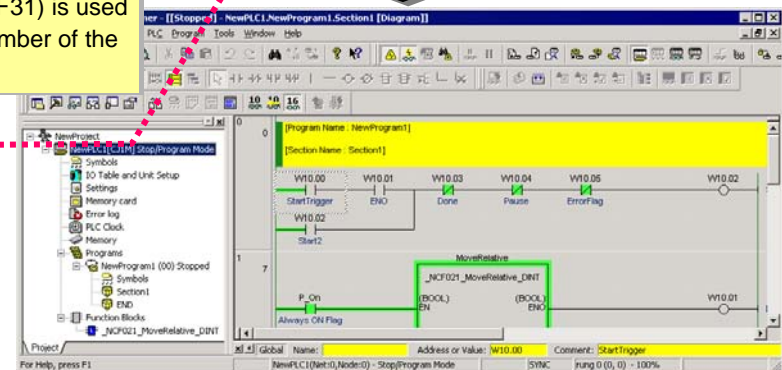 −31) is used
mber of the
ner - [[Stopped] - NewPLC1.NewProgram1.Section1 [Diagram]]
PLC Program Tools Window Help
10 16
NewProject
NewPLC1[CJ1M] Stop/Program Mode
Symbols
IO Table and Unit Setup
Settings
Memory card
Error log
PLC Clock
Memory
Programs
NewProgram1 (00) Stopped
Symbols
Section1
END
Function Blocks
_NCF021_MoveRelative_DINT
Project
0
0
[Program Name : NewProgram1]
[Section Name : Section1]
W10.00 W10.01 W10.03 W10.04 W10.05 W10.02
StartTrigger ENO Done Pause ErrorFlag
W10.02
Start2
1
7
MoveRelative
_NCF021_MoveRelative_DINT
P_On (BOOL) (BOOL) W10.01
EN ENO
Always ON Flag
Global Name: Address or Value: W10.00 Comment: StartTrigger
For Help, press F1 NewPLC1(Net:0,Node:0) - Stop/Program Mode SYNC rung 0 (0, 0) - 100%